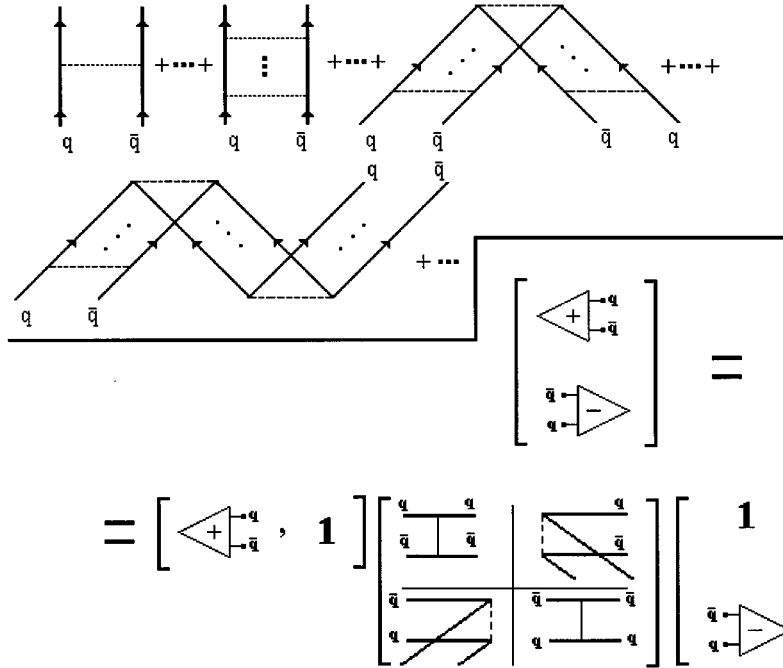 + ···· + + ···· + + ···· +
q q̄ q q̄ q q̄ q̄ q
q q̄
+ ····
q q̄
+ q
q̄
=
q̄
q −
= [ + q q̄ , 1 ] [ q q q 1
q̄ q̄ q̄
q̄ q̄ q̄ q̄
q q q q −